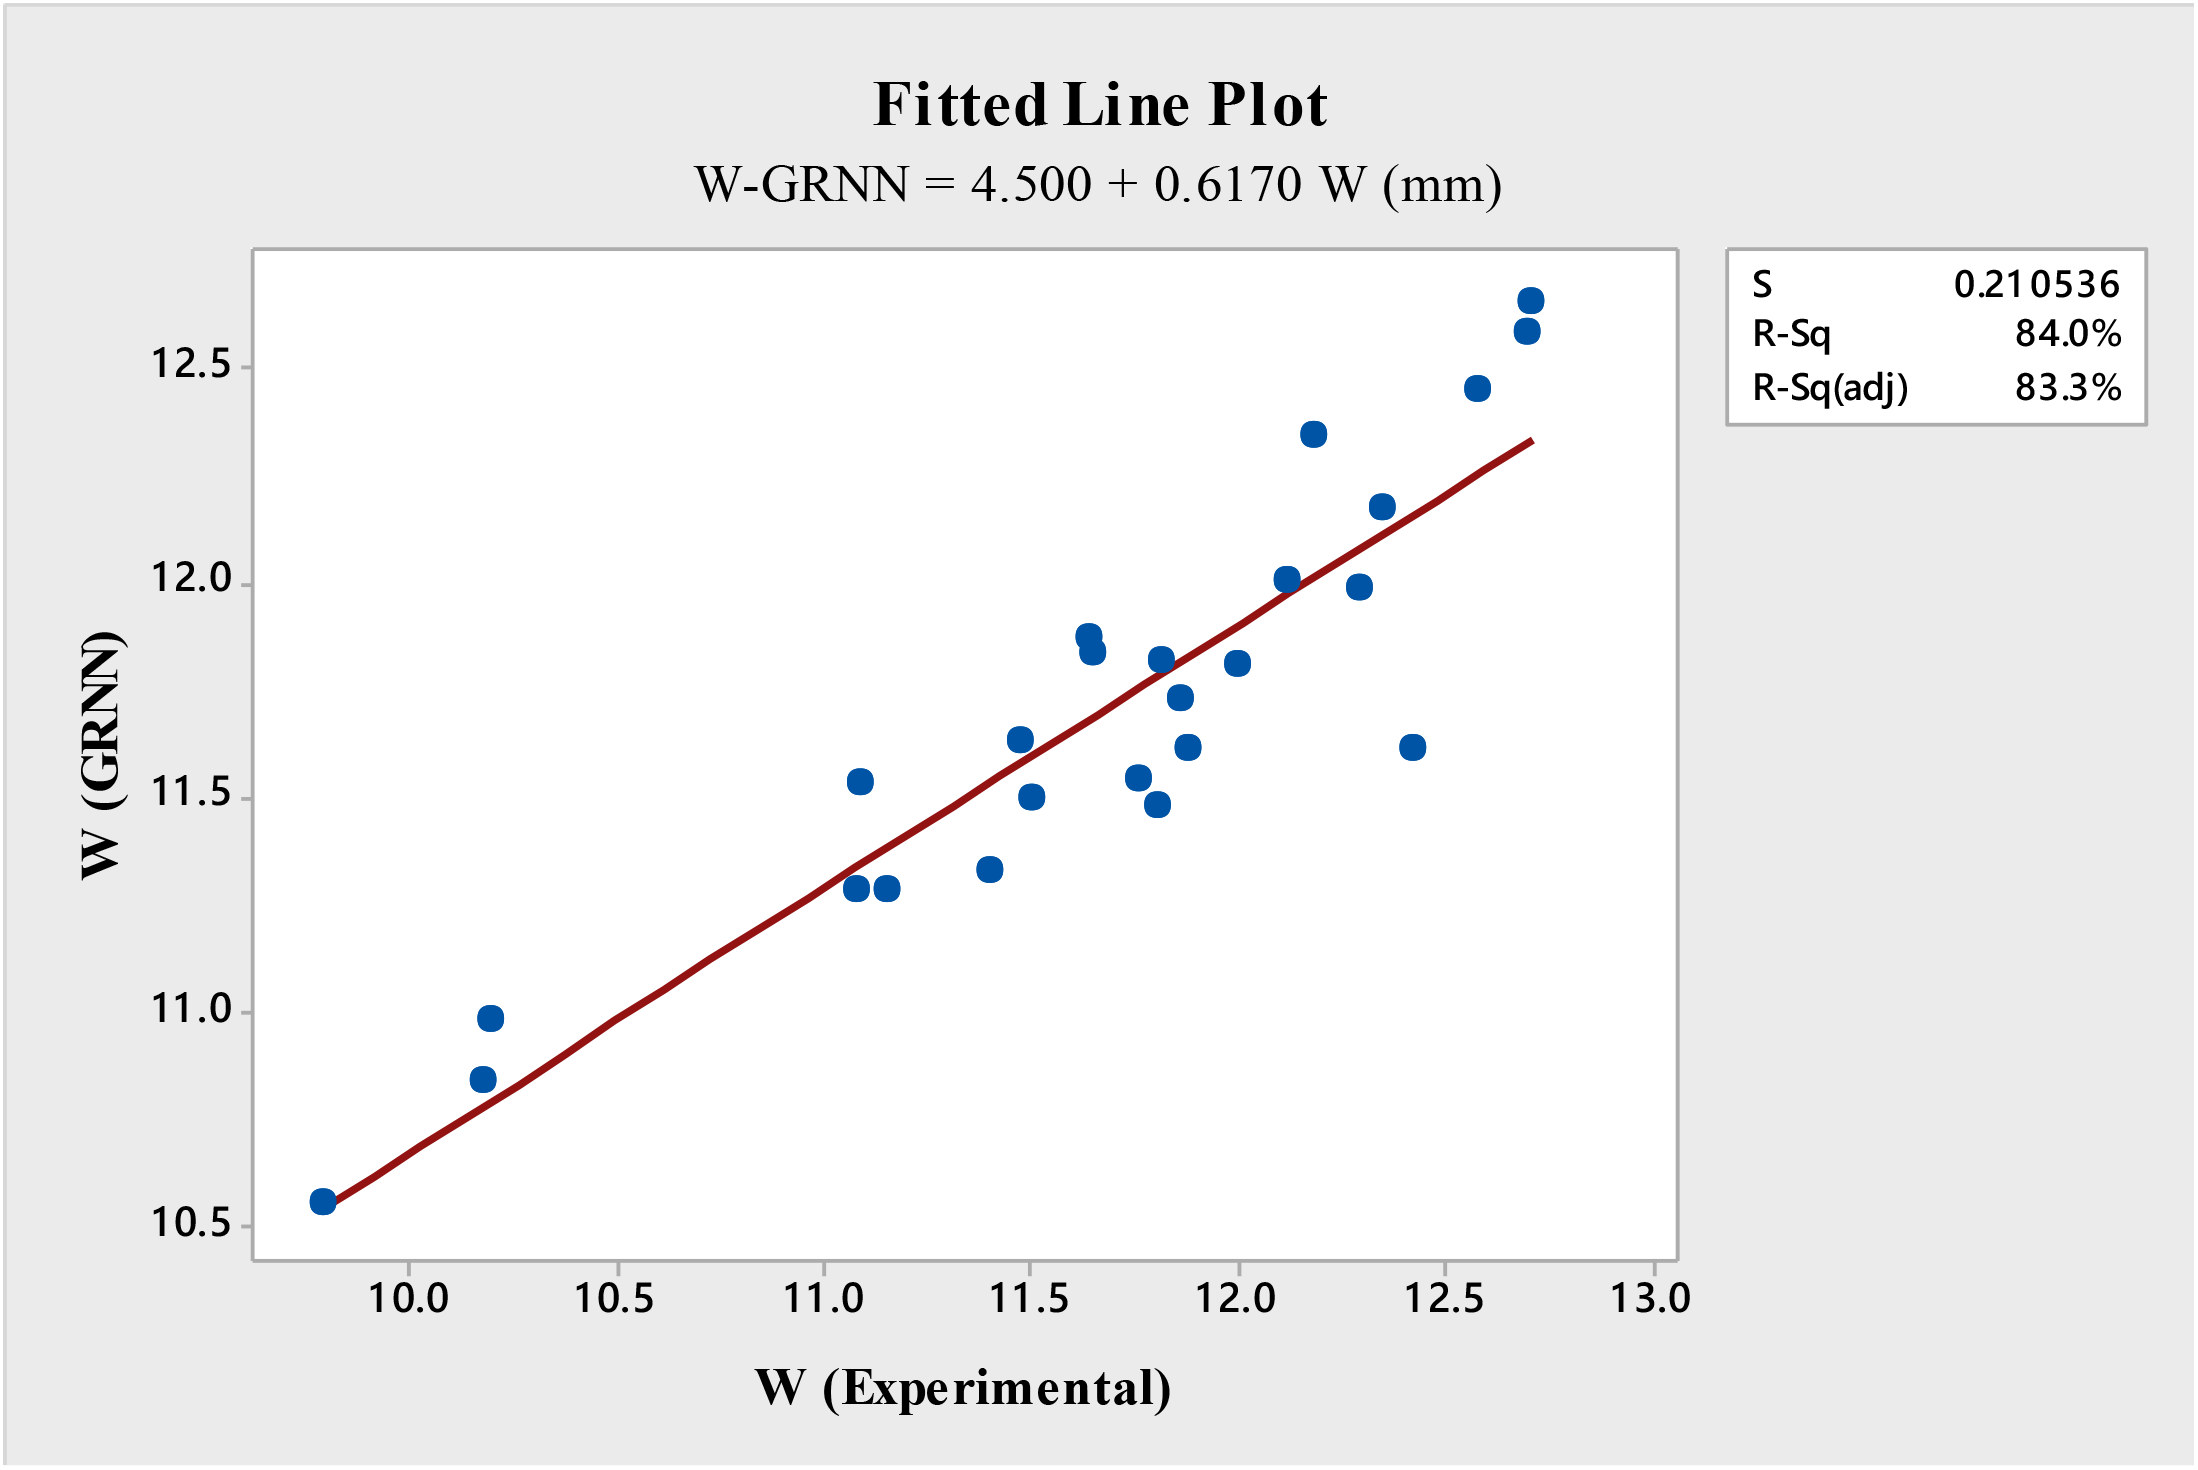 Fitted Line Plot
W-GRNN = 4.500 + 0.6170 W (mm)
S 0.210536
R-Sq 84.0%
R-Sq(adj) 83.3%
W (GRNN)
12.5
12.0
11.5
11.0
10.5
10.0 10.5 11.0 11.5 12.0 12.5 13.0
W (Experimental)